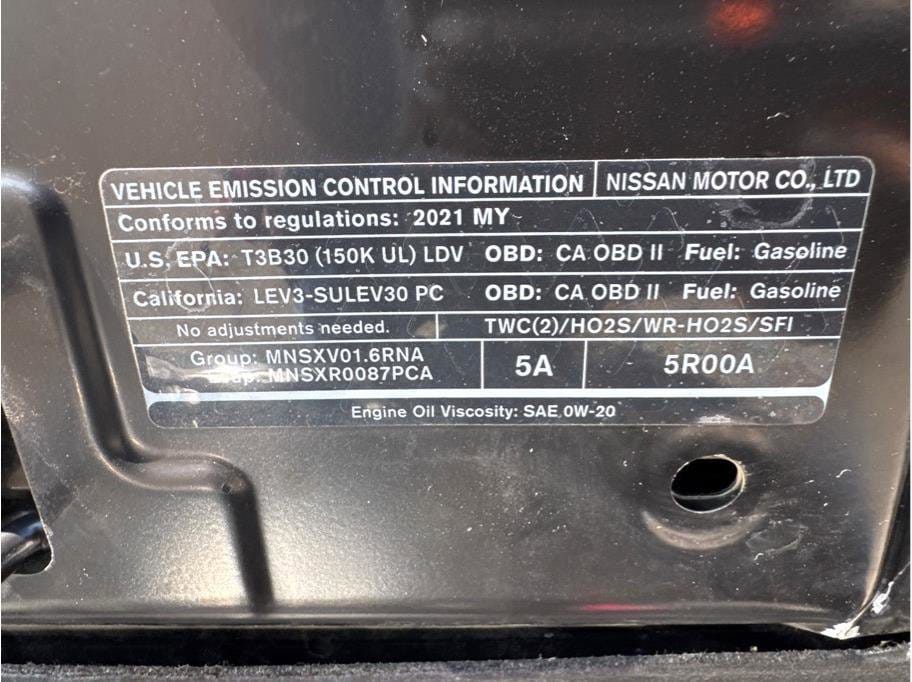 VEHICLE EMISSION CONTROL INFORMATION NISSAN MOTOR CO., LTD
Conforms to regulations: 2021 MY
U.S. EPA: T3B30 (150K UL) LDV OBD: CA OBD II Fuel: Gasoline
California: LEV3-SULEV30 PC OBD: CA OBD II Fuel: Gasoline
No adjustments needed. TWC(2)/HO2S/WR-HO2S/SFI
Group: MNSXV01.6RNA 5A 5R00A
Evap: MNSXR0087PCA
Engine Oil Viscosity: SAE 0W-20